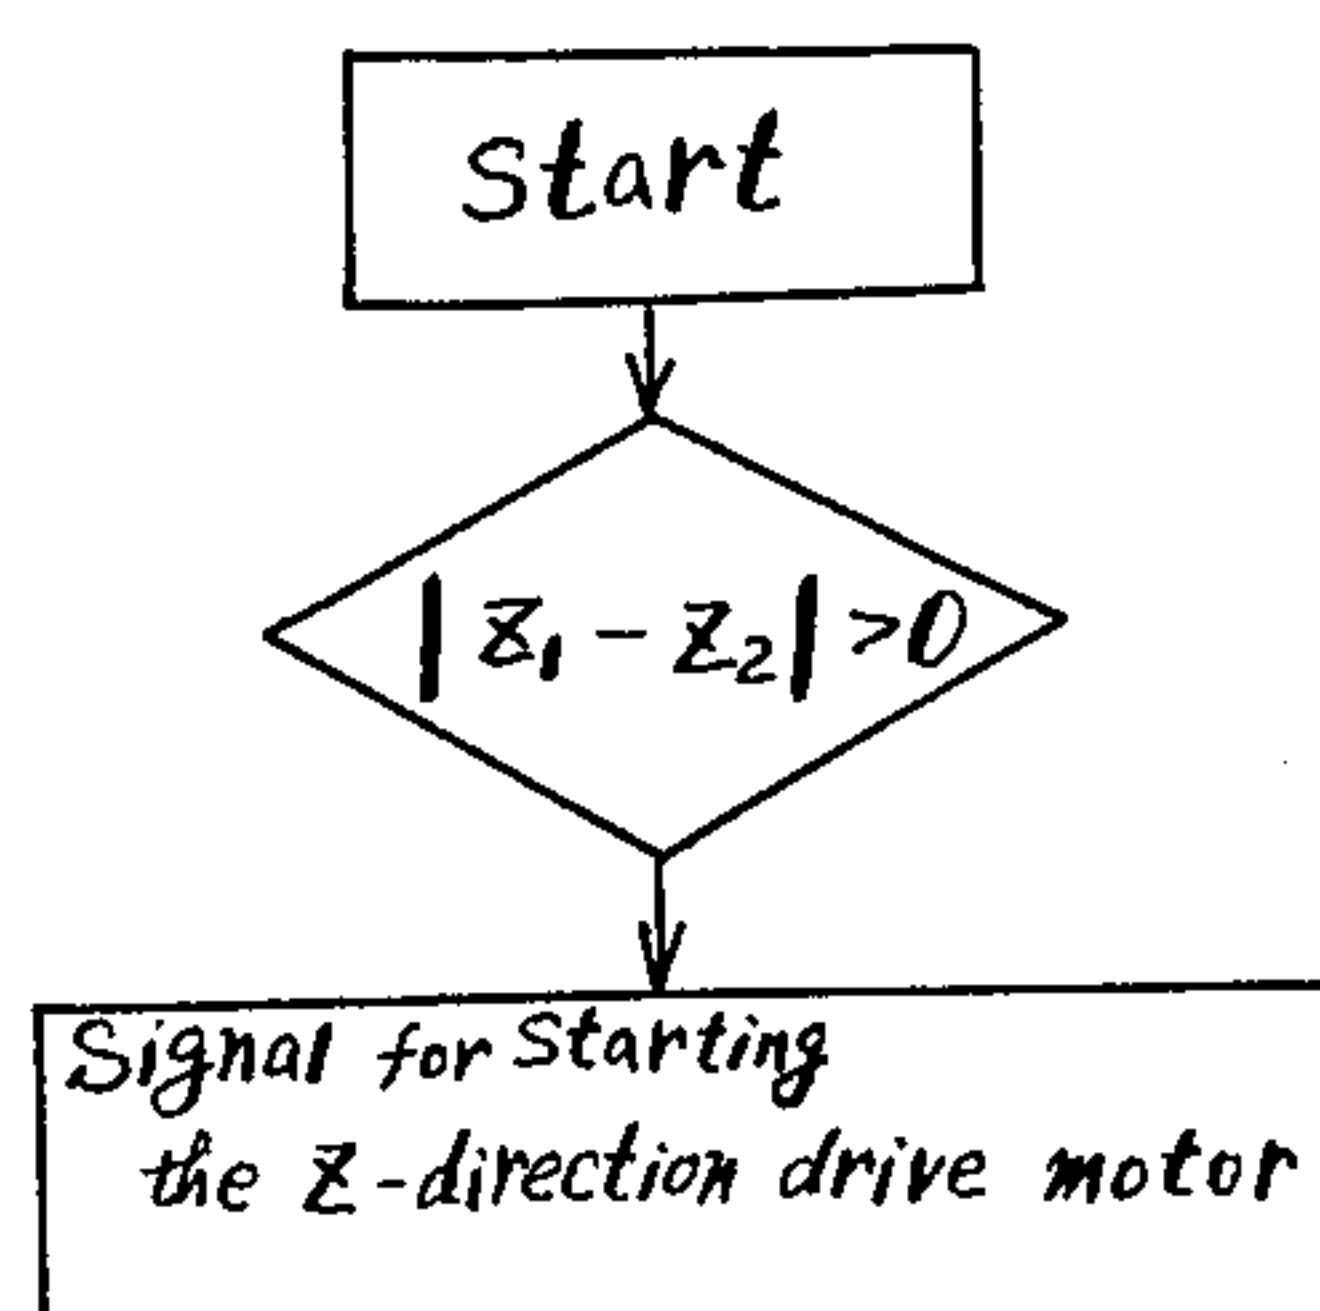 Start
|Z₁-Z₂|>0
Signal for Starting
the Z-direction drive motor